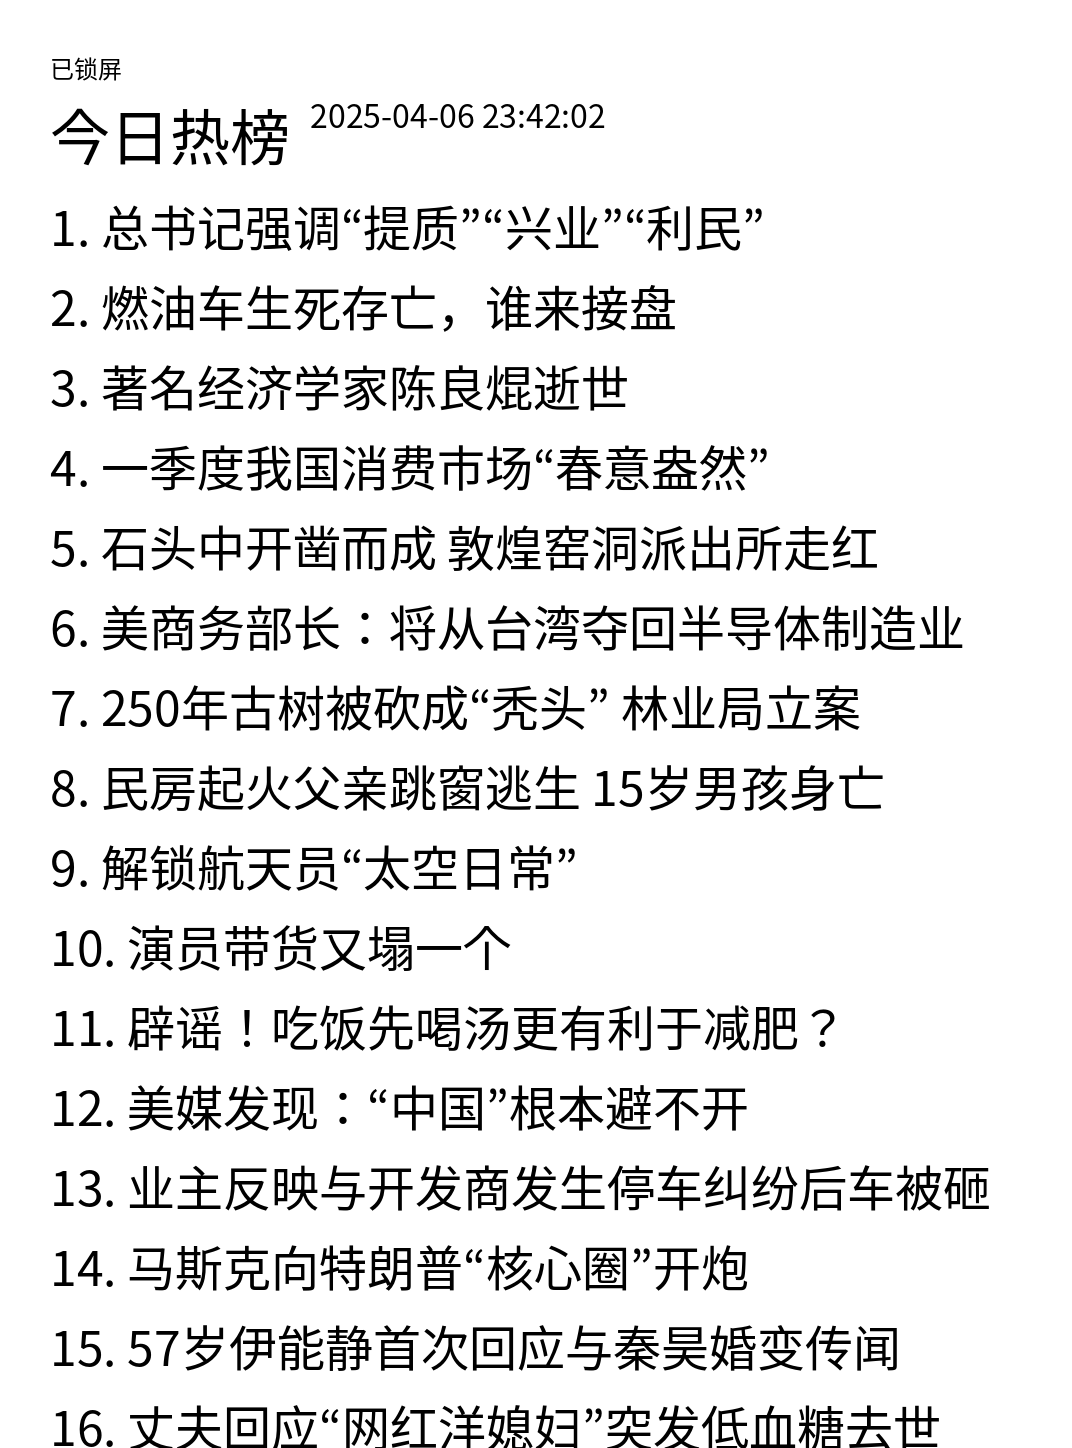 已锁屏
今日热榜 2025-04-06 23:42:02
1. 总书记强调“提质”“兴业”“利民”
2. 燃油车生死存亡，谁来接盘
3. 著名经济学家陈良焜逝世
4. 一季度我国消费市场“春意盎然”
5. 石头中开凿而成 敦煌窑洞派出所走红
6. 美商务部长：将从台湾夺回半导体制造业
7. 250年古树被砍成“秃头” 林业局立案
8. 民房起火父亲跳窗逃生 15岁男孩身亡
9. 解锁航天员“太空日常”
10. 演员带货又塌一个
11. 辟谣！吃饭先喝汤更有利于减肥？
12. 美媒发现：“中国”根本避不开
13. 业主反映与开发商发生停车纠纷后车被砸
14. 马斯克向特朗普“核心圈”开炮
15. 57岁伊能静首次回应与秦昊婚变传闻
16. 丈夫回应“网红洋媳妇”突发低血糖去世